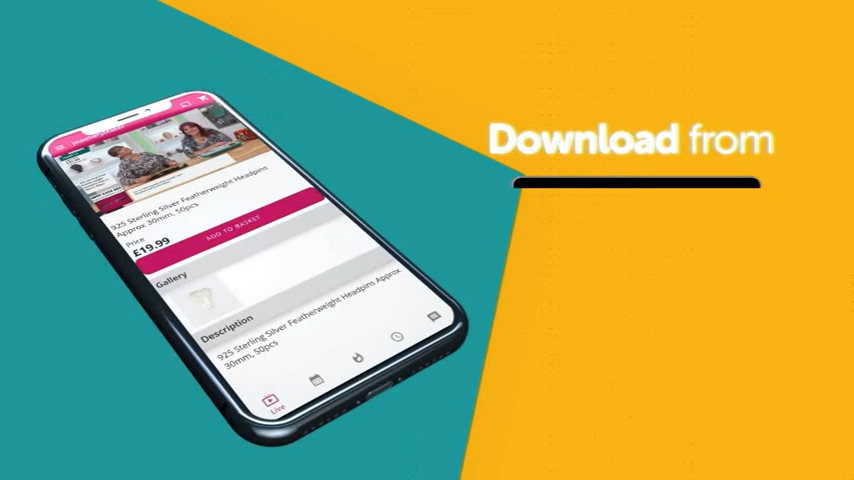 Download from
925 Sterling Silver Featherweight Headpins
Approx 30mm, 50pcs
Price
£19.99
ADD TO BASKET
Gallery
Description
925 Sterling Silver Featherweight Headpins Approx
30mm, 50pcs
Live